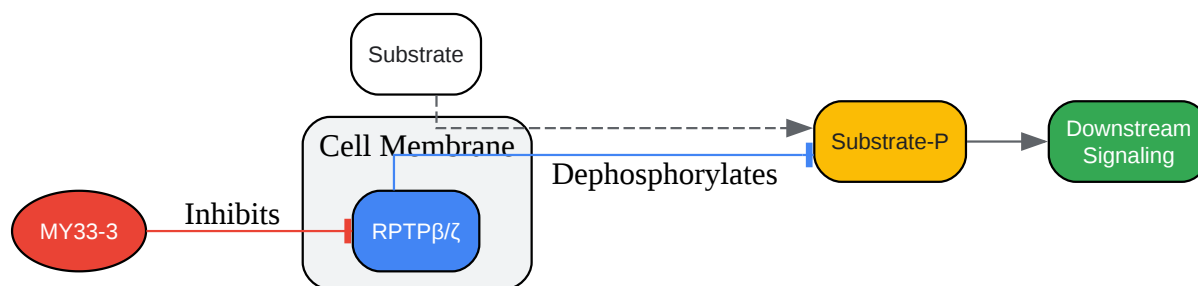 Substrate
Cell Membrane
Substrate-P
Downstream
Signaling
Dephosphorylates
Inhibits
MY33-3
RPTPβ/ζ